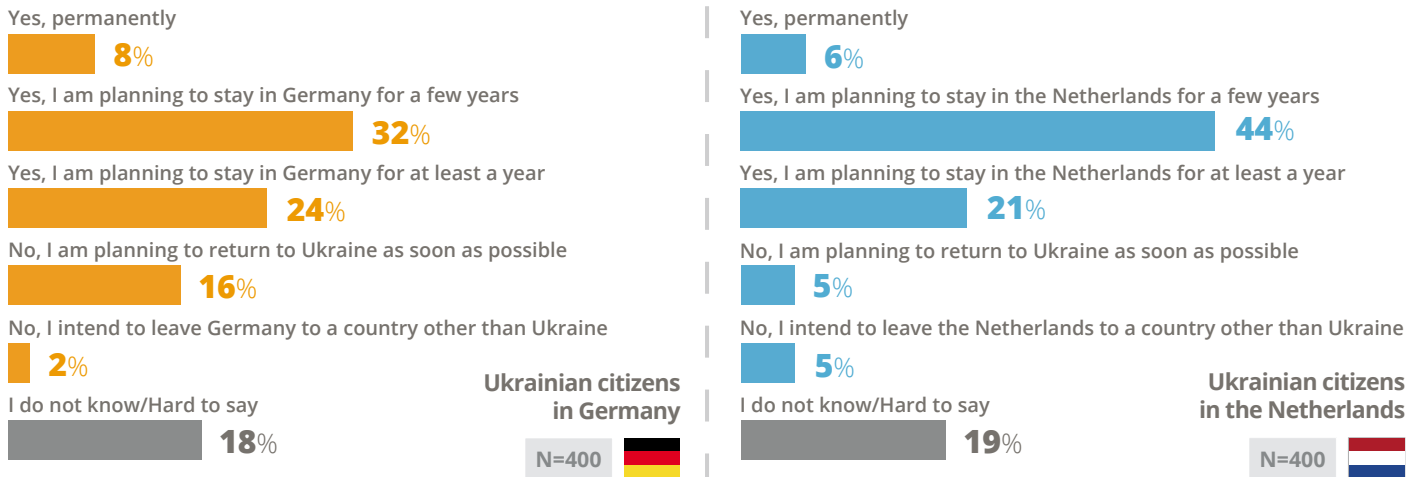 Yes, permanently
8%
Yes, I am planning to stay in Germany for a few years
32%
Yes, I am planning to stay in Germany for at least a year
24%
No, I am planning to return to Ukraine as soon as possible
16%
No, I intend to leave Germany to a country other than Ukraine
2%
I do not know/Hard to say
18%
Ukrainian citizens
in Germany
N=400
Yes, permanently
6%
Yes, I am planning to stay in the Netherlands for a few years
44%
Yes, I am planning to stay in the Netherlands for at least a year
21%
No, I am planning to return to Ukraine as soon as possible
5%
No, I intend to leave the Netherlands to a country other than Ukraine
5%
I do not know/Hard to say
19%
Ukrainian citizens
in the Netherlands
N=400